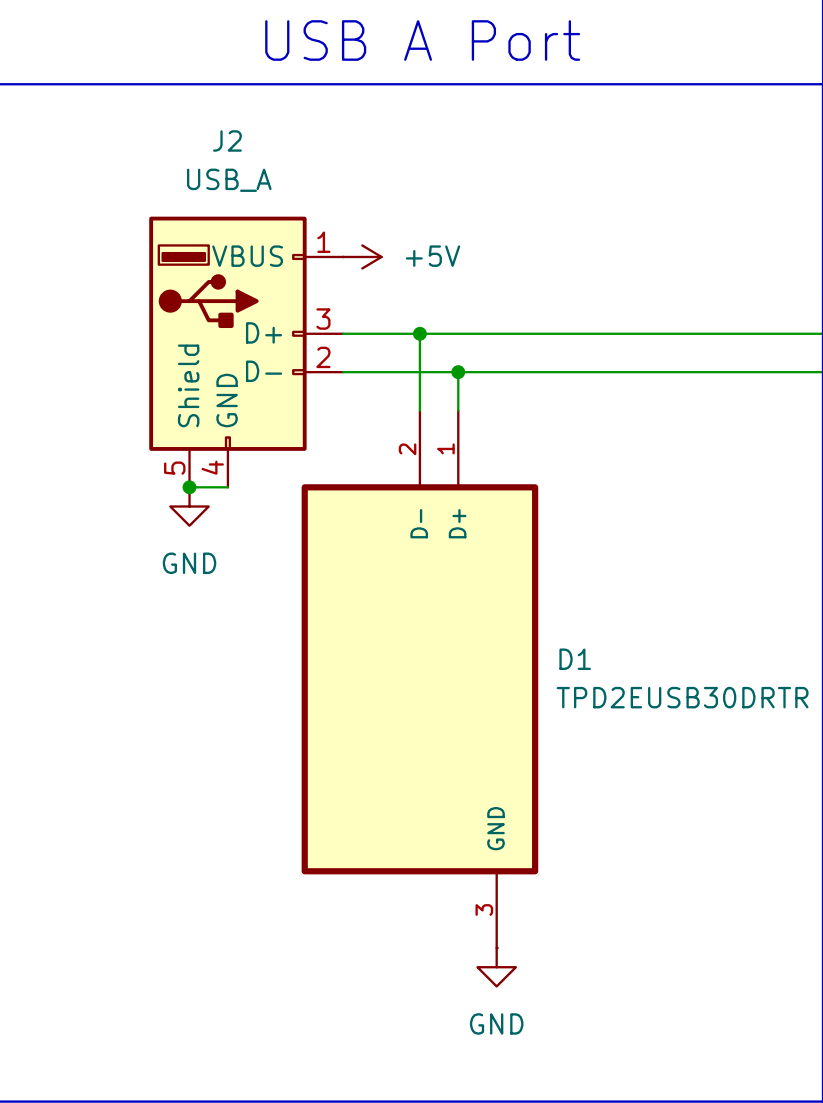 USB A Port
J2
USB_A
VBUS 1 +5V
D+ 3
D- 2
Shield GND
5 4
GND
2 1
D- D+
D1
TPD2EUSB30DRTR
GND
3
GND